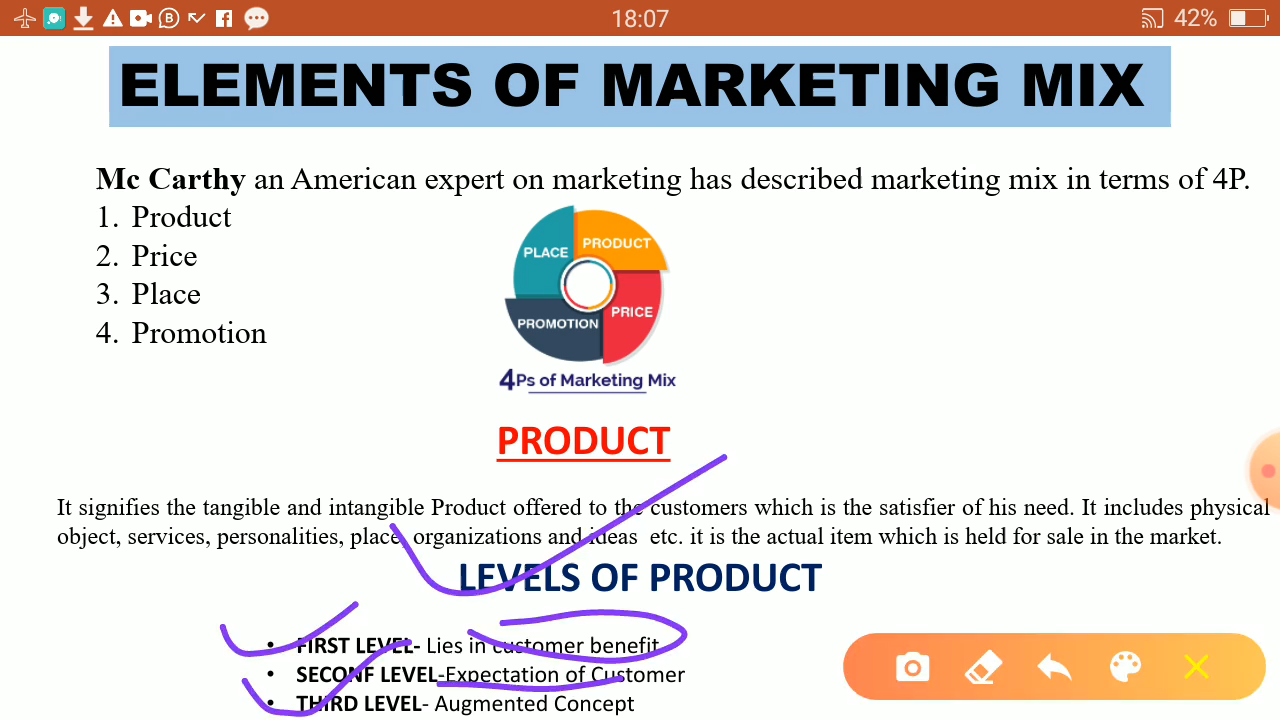 18:07
42%
ELEMENTS OF MARKETING MIX
Mc Carthy an American expert on marketing has described marketing mix in terms of 4P.
1. Product
2. Price
3. Place
4. Promotion
PLACE
PRODUCT
PROMOTION
PRICE
4Ps of Marketing Mix
PRODUCT
It signifies the tangible and intangible Product offered to the customers which is the satisfier of his need. It includes physical
object, services, personalities, place, organizations and ideas etc. it is the actual item which is held for sale in the market.
LEVELS OF PRODUCT
• FIRST LEVEL- Lies in customer benefit
• SECONF LEVEL-Expectation of Customer
• THIRD LEVEL- Augmented Concept